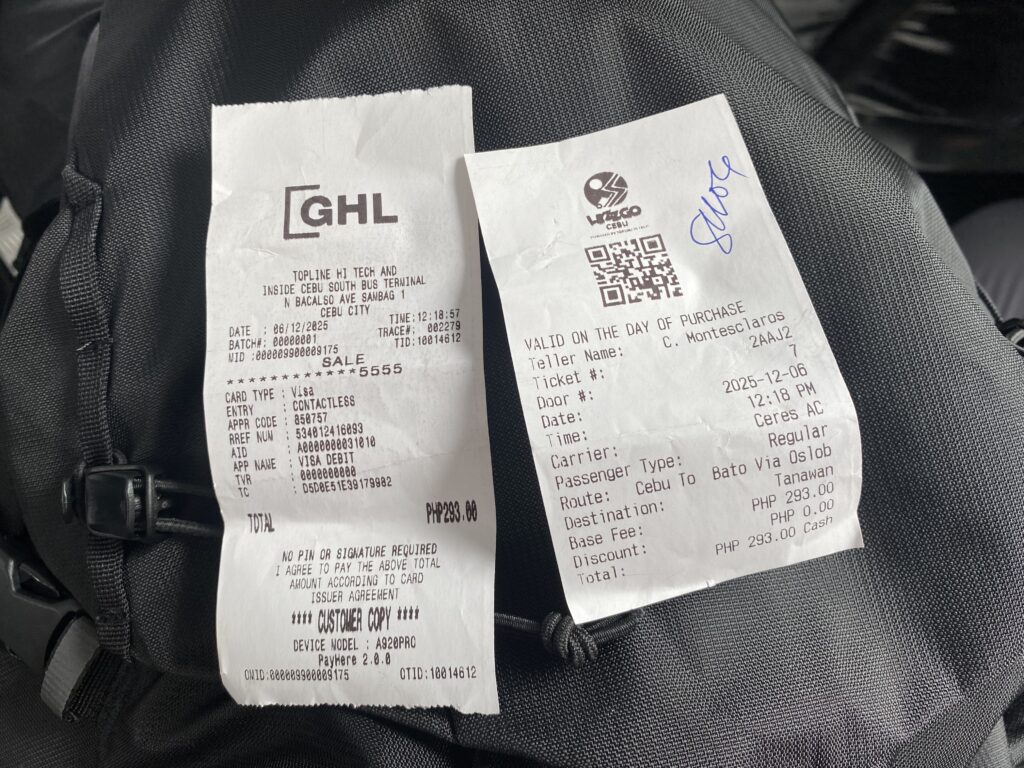 GHL
TOPLINE HI TECH AND
INSIDE CEBU SOUTH BUS TERMINAL
N BACALSO AVE SAMBAG 1
CEBU CITY
DATE : 06/12/2025 TIME:12:18:57
BATCH#: 00000001 TRACE#: 002279
MID :000009900009175 TID:10014612
SALE
************5555
CARD TYPE : Visa
ENTRY : CONTACTLESS
APPR CODE : 850757
RREF NUM : 534012416093
AID : A0000000031010
APP NAME : VISA DEBIT
TVR : 0000000000
TC : D5D0E51E39179982
TOTAL PHP293.00
NO PIN OR SIGNATURE REQUIRED
I AGREE TO PAY THE ABOVE TOTAL
AMOUNT ACCORDING TO CARD
ISSUER AGREEMENT
**** CUSTOMER COPY ****
DEVICE MODEL : A920PRO
PayHere 2.0.0
OMID:000009900009175 OTID:10014612
CEBU
VALID ON THE DAY OF PURCHASE
Teller Name: C. Montesclaros
Ticket #: 2AAJ2
Door #: 7
Date: 2025-12-06
Time: 12:18 PM
Carrier: Ceres AC
Passenger Type: Regular
Route: Cebu To Bato Via Oslob
Destination: Tanawan
Base Fee: PHP 293.00
Discount: PHP 0.00
Total: PHP 293.00 Cash